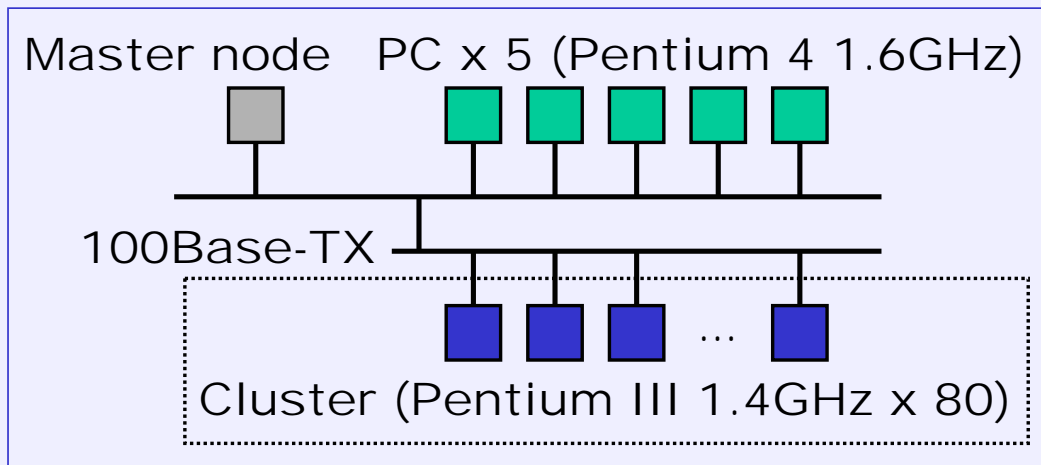 Master node PC x 5 (Pentium 4 1.6GHz)
100Base-TX
...
Cluster (Pentium III 1.4GHz x 80)